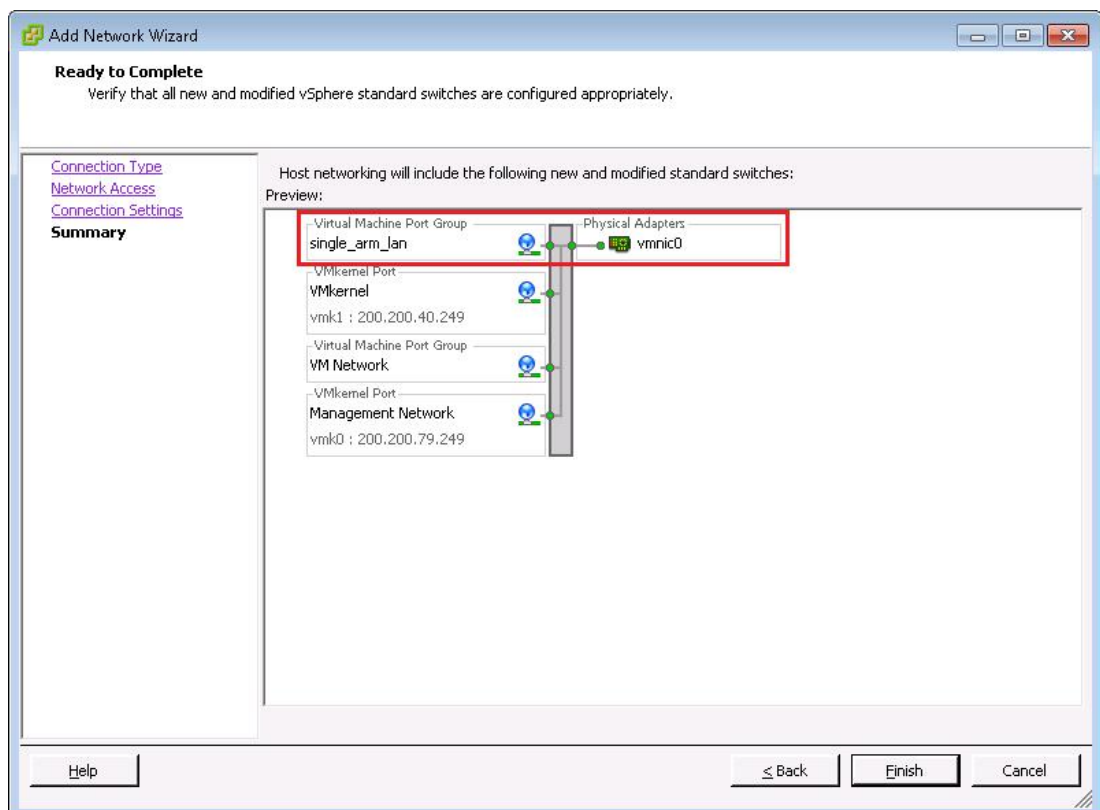 Add Network Wizard
Ready to Complete
Verify that all new and modified vSphere standard switches are configured appropriately.
Connection Type
Network Access
Connection Settings
Summary
Host networking will include the following new and modified standard switches:
Preview:
Virtual Machine Port Group
Physical Adapters
single_arm_lan
vmnic0
VMkernel Port
VMkernel
vmk1 : 200.200.40.249
Virtual Machine Port Group
VM Network
VMkernel Port
Management Network
vmk0 : 200.200.79.249
Help
< Back
Finish
Cancel